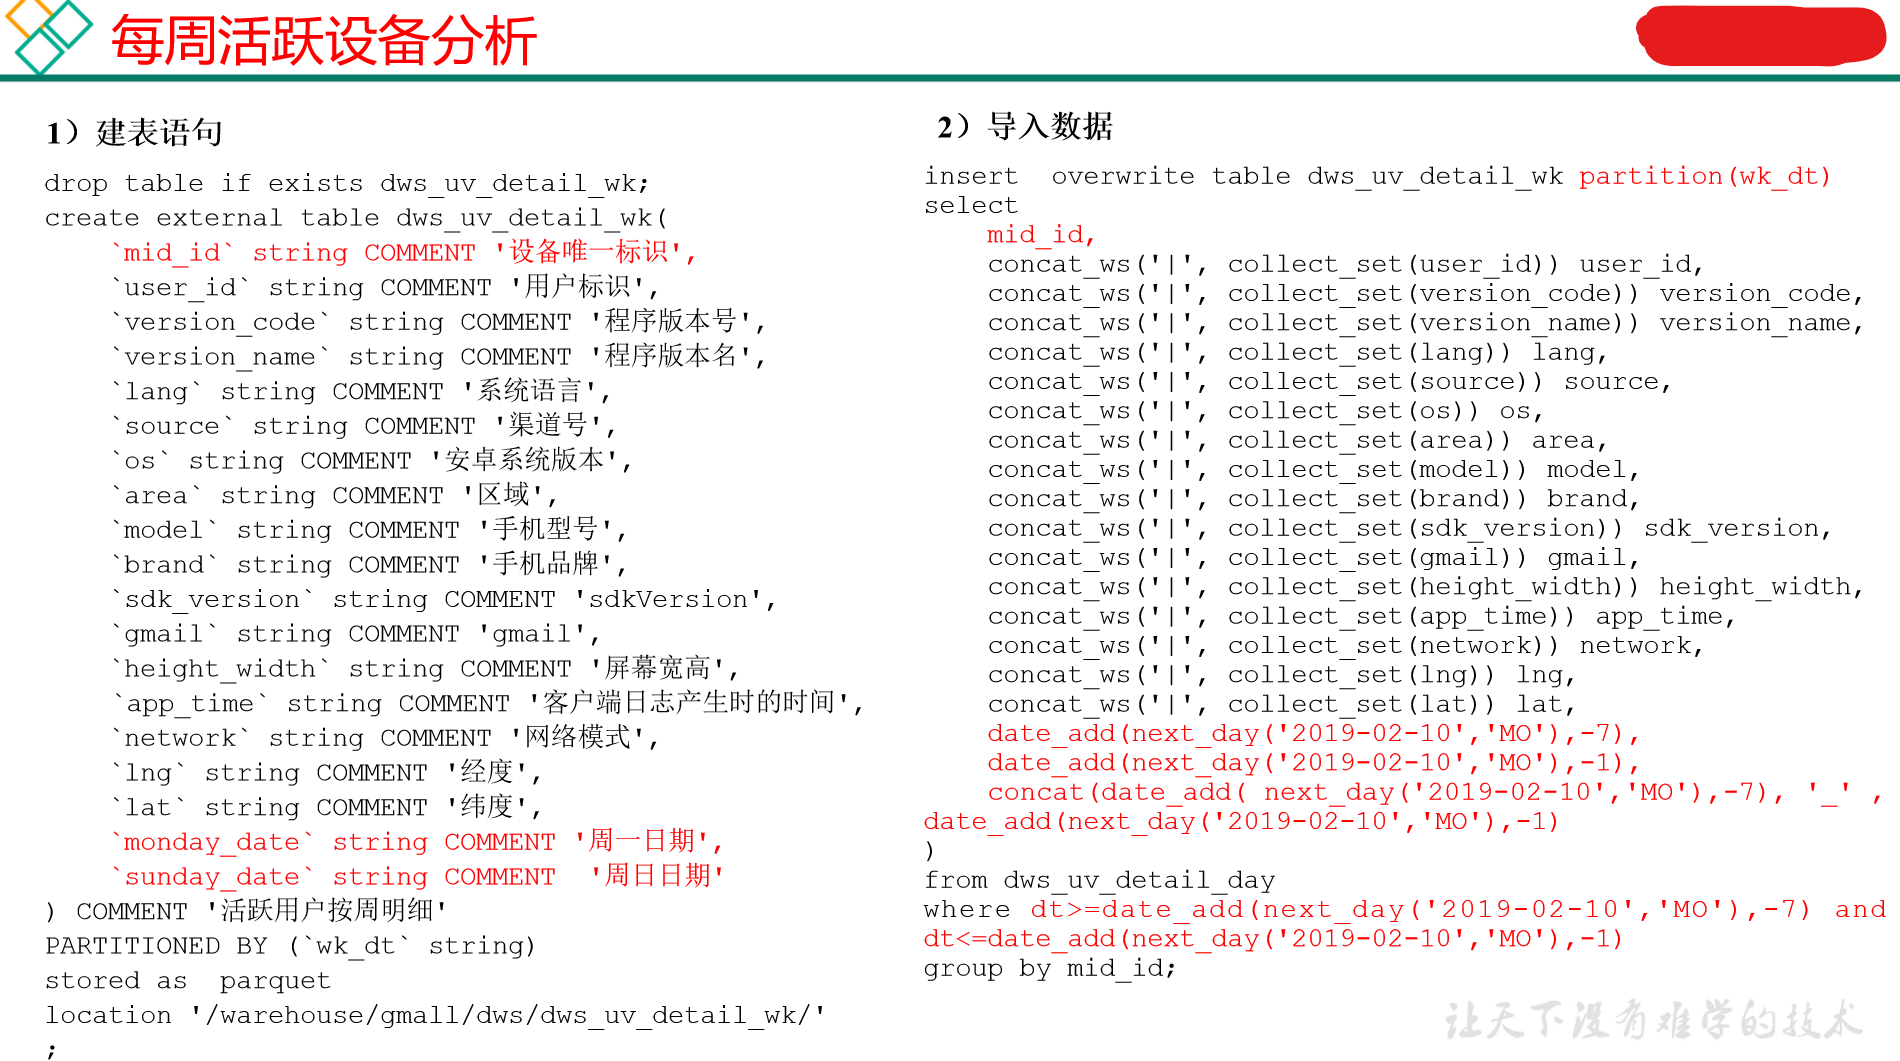 每周活跃设备分析
1）建表语句
drop table if exists dws_uv_detail_wk;
create external table dws_uv_detail_wk(
`mid_id` string COMMENT '设备唯一标识',
`user_id` string COMMENT '用户标识',
`version_code` string COMMENT '程序版本号',
`version_name` string COMMENT '程序版本名',
`lang` string COMMENT '系统语言',
`source` string COMMENT '渠道号',
`os` string COMMENT '安卓系统版本',
`area` string COMMENT '区域',
`model` string COMMENT '手机型号',
`brand` string COMMENT '手机品牌',
`sdk_version` string COMMENT 'sdkVersion',
`gmail` string COMMENT 'gmail',
`height_width` string COMMENT '屏幕宽高',
`app_time` string COMMENT '客户端日志产生时的时间',
`network` string COMMENT '网络模式',
`lng` string COMMENT '经度',
`lat` string COMMENT '纬度',
`monday_date` string COMMENT '周一日期',
`sunday_date` string COMMENT  '周日日期'
) COMMENT '活跃用户按周明细'
PARTITIONED BY (`wk_dt` string)
stored as  parquet
location '/warehouse/gmall/dws/dws_uv_detail_wk/'
;
2）导入数据
insert  overwrite table dws_uv_detail_wk partition(wk_dt)
select
mid_id,
concat_ws('|', collect_set(user_id)) user_id,
concat_ws('|', collect_set(version_code)) version_code,
concat_ws('|', collect_set(version_name)) version_name,
concat_ws('|', collect_set(lang)) lang,
concat_ws('|', collect_set(source)) source,
concat_ws('|', collect_set(os)) os,
concat_ws('|', collect_set(area)) area,
concat_ws('|', collect_set(model)) model,
concat_ws('|', collect_set(brand)) brand,
concat_ws('|', collect_set(sdk_version)) sdk_version,
concat_ws('|', collect_set(gmail)) gmail,
concat_ws('|', collect_set(height_width)) height_width,
concat_ws('|', collect_set(app_time)) app_time,
concat_ws('|', collect_set(network)) network,
concat_ws('|', collect_set(lng)) lng,
concat_ws('|', collect_set(lat)) lat,
date_add(next_day('2019-02-10','MO'),-7),
date_add(next_day('2019-02-10','MO'),-1),
concat(date_add( next_day('2019-02-10','MO'),-7), '_' ,
date_add(next_day('2019-02-10','MO'),-1)
)
from dws_uv_detail_day
where dt>=date_add(next_day('2019-02-10','MO'),-7) and
dt<=date_add(next_day('2019-02-10','MO'),-1)
group by mid_id;
让天下没有难学的技术